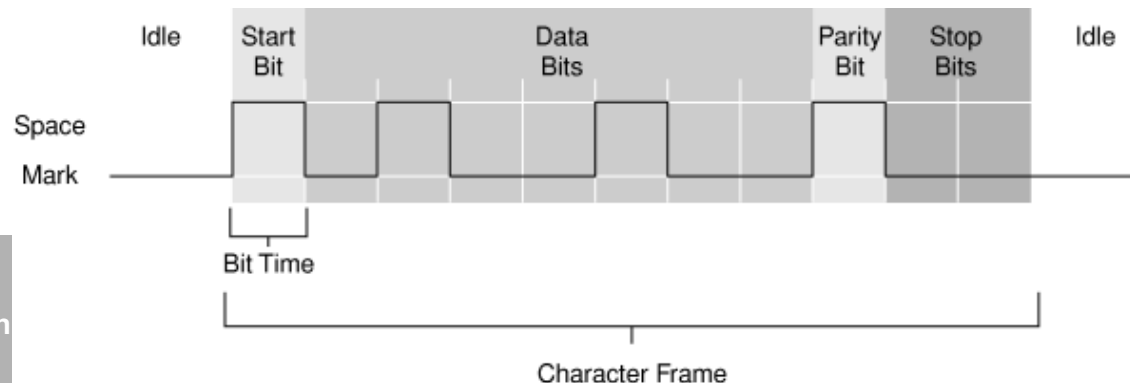 Idle
Start
Bit
Data
Bits
Parity
Bit
Stop
Bits
Idle
Space
Mark
Bit Time
n
Character Frame